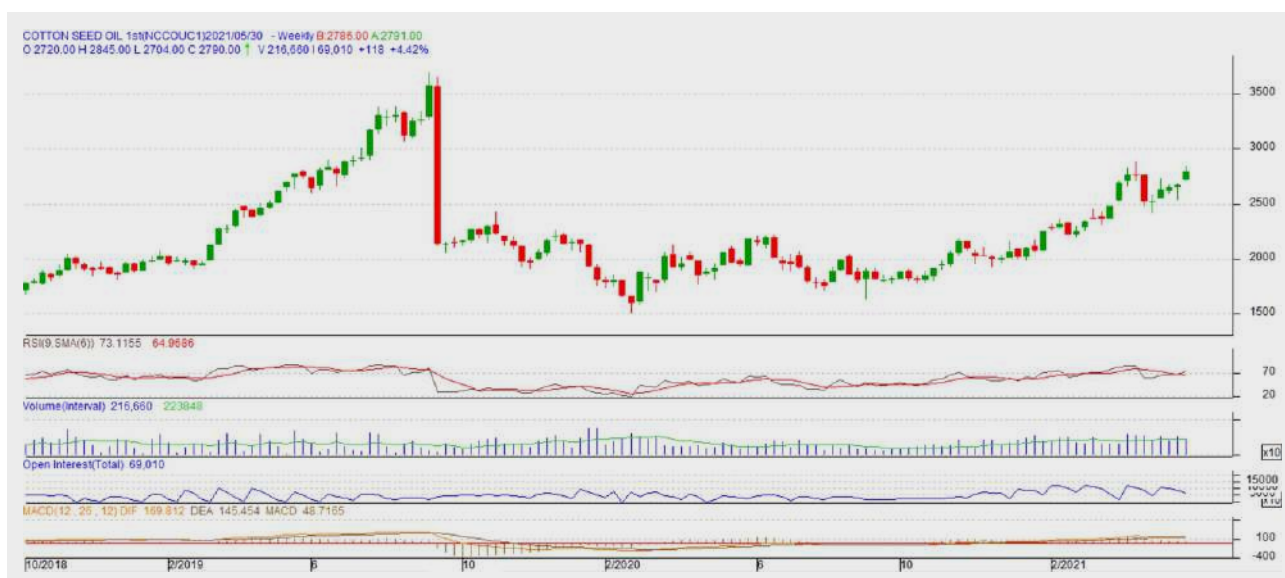 COTTON SEED OIL 1st(NCCOUC1)2021/05/30 - Weekly B:2786.00 A:2791.00
O 2720.00 H 2845.00 L 2704.00 C 2790.00 ↑ V 216,660 I 69,010 +118 +4.42%
3500
3000
2500
2000
1500
RSI(9,SMA(6)) 73.1155 64.9686
70
20
Volume(Interval) 216,660 223848
x10
Open Interest(Total) 69,010
15000
10000
5000
x10
MACD(12 , 26 , 12) DIF 169.812 DEA 145.454 MACD 48.7165
100
-400
10/2018 2/2019 6 10 2/2020 6 10 2/2021